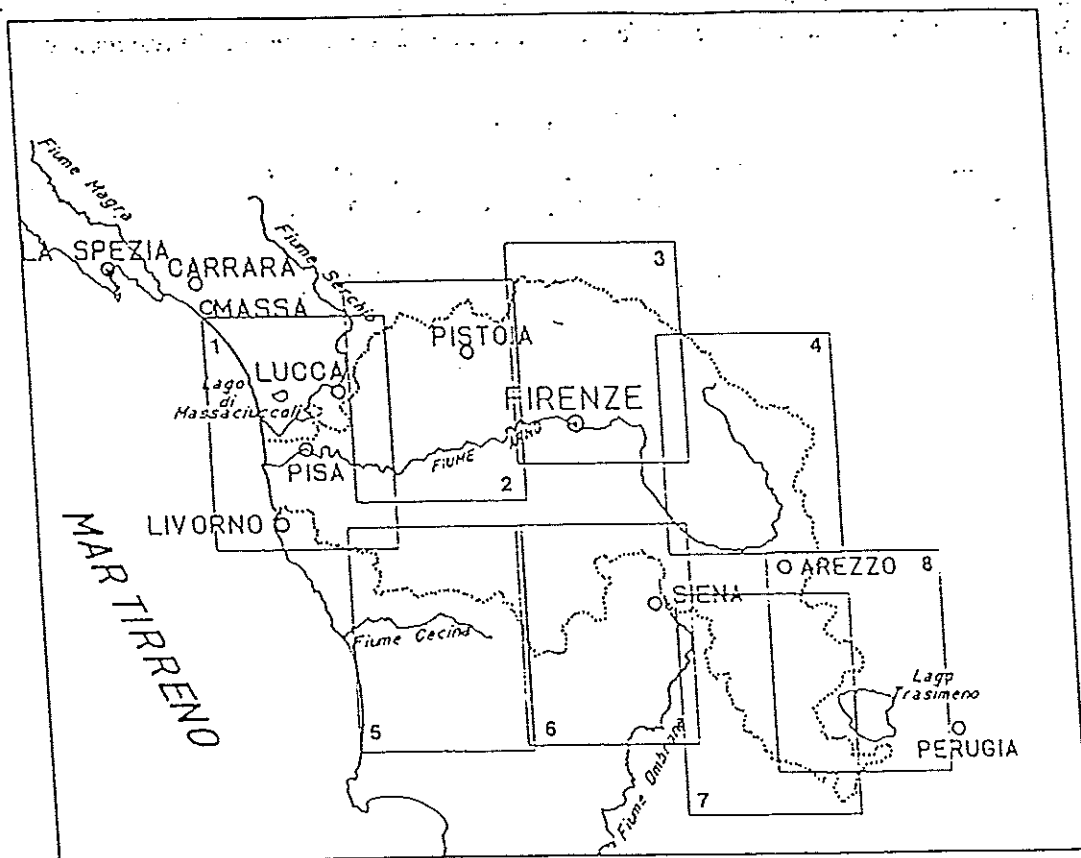 Fiume Magra
LA SPEZIA
CARRARA
MASSA
Fiume Serchio
3
1
PISTOIA
4
LUCCA
Lago
di
Massaciuccoli
FIRENZE
FIUME ARNO
PISA
2
LIVORNO
MAR TIRRENO
AREZZO
8
SIENA
Fiume Cecina
Lago
Trasimeno
5
6
Fiume Ombrone
PERUGIA
7